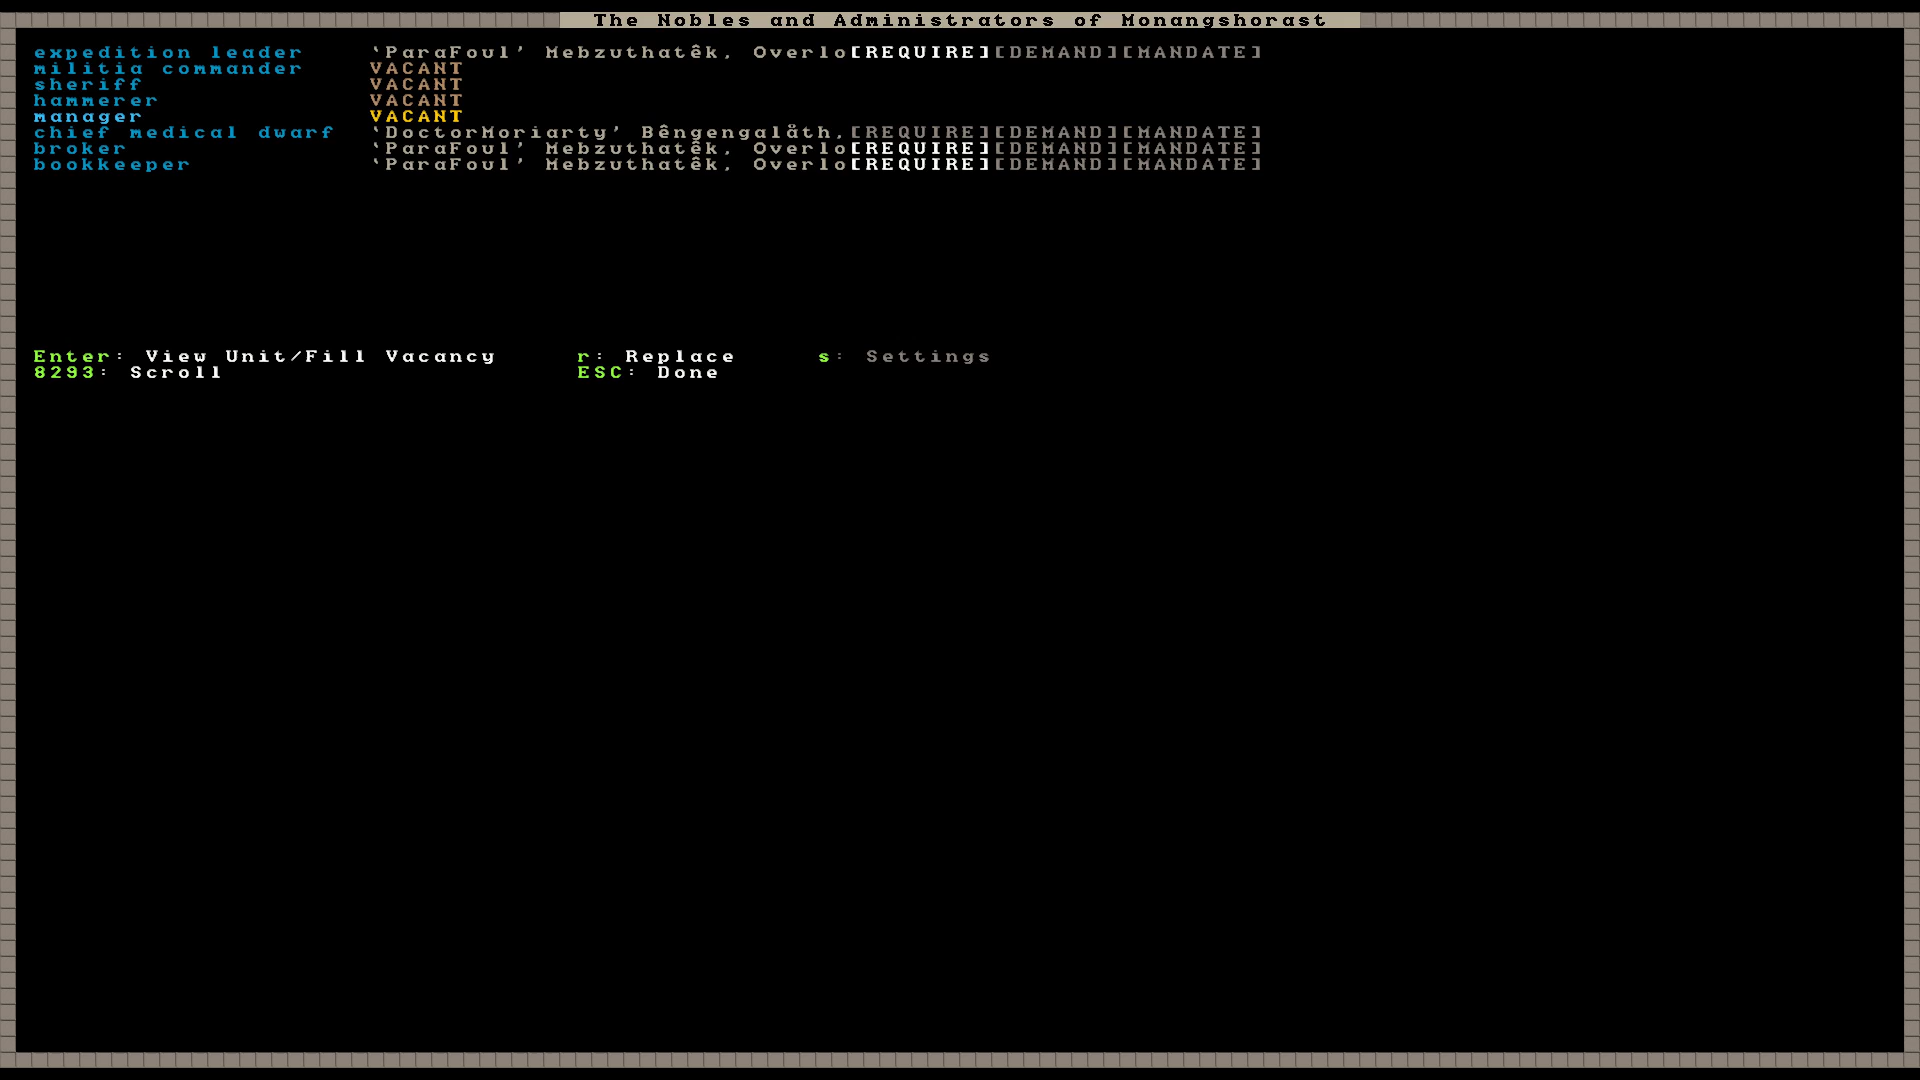 The Nobles and Administrators of Monangshorast
expedition leader ‘ParaFoul’ Mebzuthatêk, Overlo[REQUIRE][DEMAND][MANDATE]
militia commander VACANT
sheriff VACANT
hammerer VACANT
manager VACANT
chief medical dwarf ‘DoctorMoriarty’ Bêngengalåth,[REQUIRE][DEMAND][MANDATE]
broker ‘ParaFoul’ Mebzuthatêk, Overlo[REQUIRE][DEMAND][MANDATE]
bookkeeper ‘ParaFoul’ Mebzuthatêk, Overlo[REQUIRE][DEMAND][MANDATE]
Enter: View Unit/Fill Vacancy r: Replace s: Settings
8293: Scroll ESC: Done